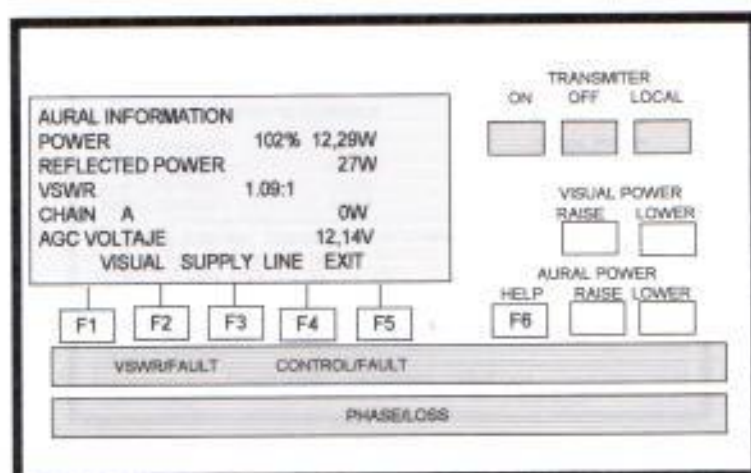 AURAL INFORMATION
POWER 102% 12,29W
REFLECTED POWER 27W
VSWR 1.09:1
CHAIN A 0W
AGC VOLTAJE 12,14V
VISUAL SUPPLY LINE EXIT
F1 F2 F3 F4 F5
TRANSMITER
ON OFF LOCAL
VISUAL POWER
RAISE LOWER
AURAL POWER
HELP RAISE LOWER
F6
VSWR/FAULT CONTROL/FAULT
PHASE/LOSS